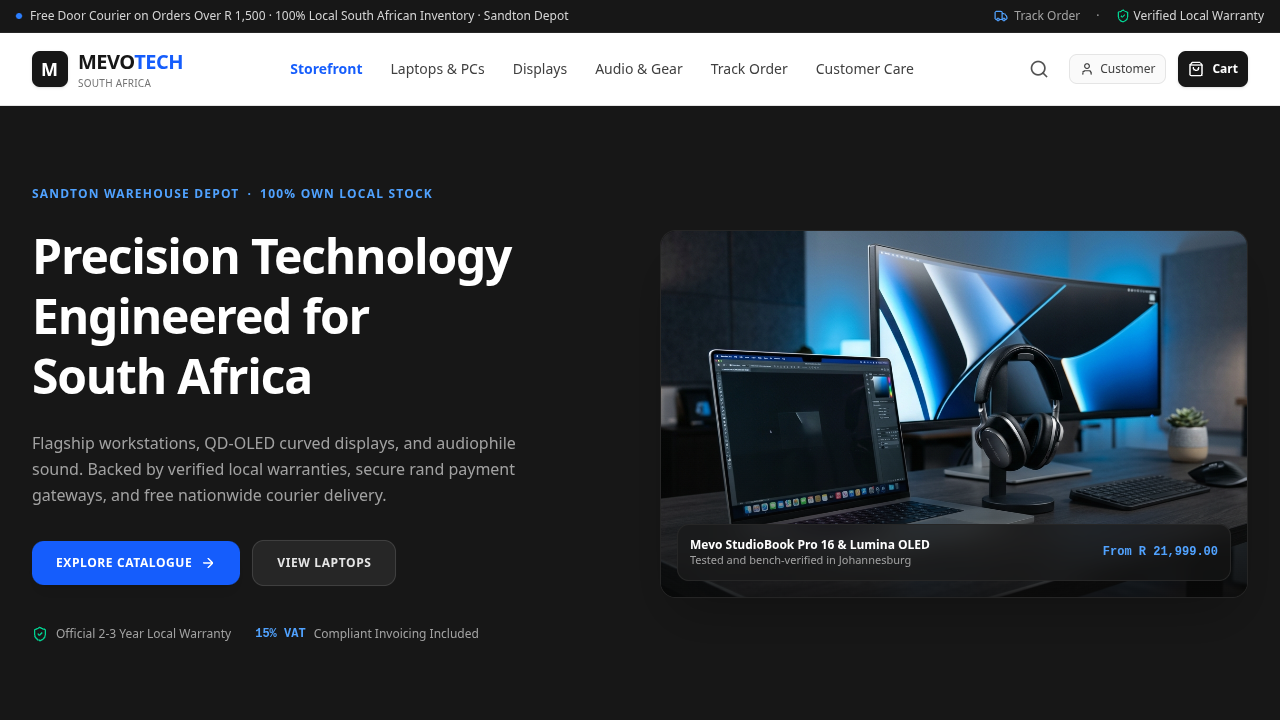 Free Door Courier on Orders Over R 1,500 · 100% Local South African Inventory · Sandton Depot
Track Order · Verified Local Warranty
M MEVOTECH
SOUTH AFRICA
Storefront Laptops & PCs Displays Audio & Gear Track Order Customer Care
Customer Cart
SANDTON WAREHOUSE DEPOT · 100% OWN LOCAL STOCK
Precision Technology
Engineered for
South Africa
Flagship workstations, QD-OLED curved displays, and audiophile
sound. Backed by verified local warranties, secure rand payment
gateways, and free nationwide courier delivery.
EXPLORE CATALOGUE VIEW LAPTOPS
Official 2-3 Year Local Warranty 15% VAT Compliant Invoicing Included
Mevo StudioBook Pro 16 & Lumina OLED
Tested and bench-verified in Johannesburg
From R 21,999.00